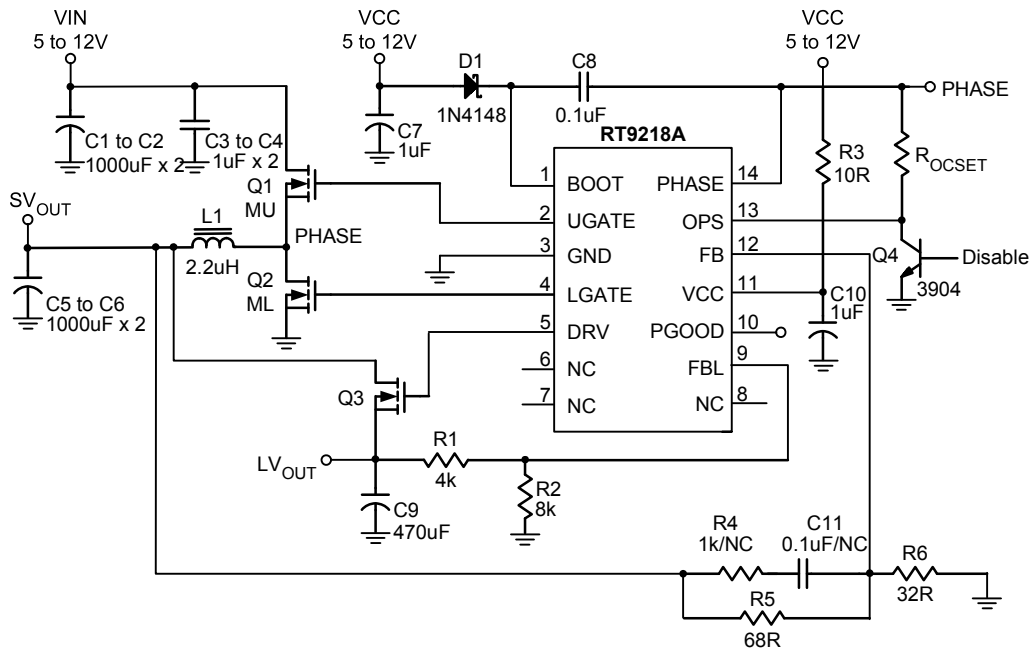 VIN
5 to 12V
VCC
5 to 12V
VCC
5 to 12V
D1
1N4148
C8
0.1uF
PHASE
C1 to C2
1000uF x 2
C3 to C4
1uF x 2
C7
1uF
RT9218A
R3
10R
ROCSET
Q1
MU
1
BOOT
PHASE
14
2
UGATE
OPS
13
3
GND
FB
12
4
LGATE
VCC
11
5
DRV
PGOOD
10
6
NC
FBL
9
7
NC
NC
8
SVOUT
L1
2.2uH
PHASE
Q2
ML
C5 to C6
1000uF x 2
Q4
Disable
3904
C10
1uF
Q3
LVOUT
R1
4k
R2
8k
C9
470uF
R4
1k/NC
C11
0.1uF/NC
R6
32R
R5
68R